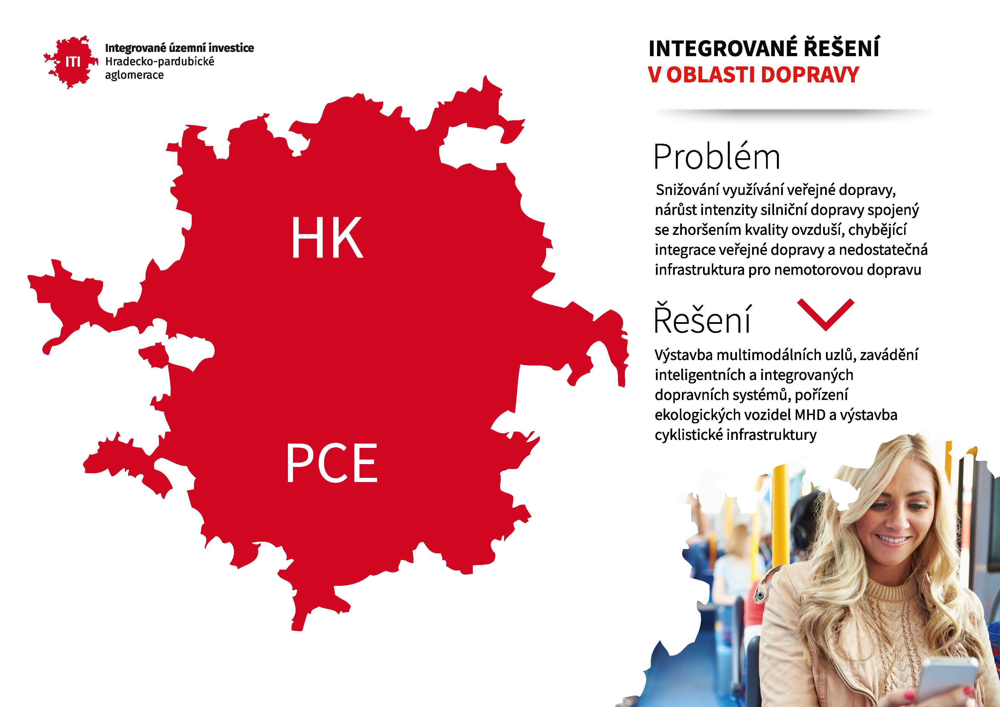 ITI
Integrované územní investice
Hradecko-pardubické
aglomerace
HK
PCE
INTEGROVANÉ ŘEŠENÍ
V OBLASTI DOPRAVY
Problém
Snižování využívání veřejné dopravy,
nárůst intenzity silniční dopravy spojený
se zhoršením kvality ovzduší, chybějící
integrace veřejné dopravy a nedostatečná
infrastruktura pro nemotorovou dopravu
Řešení
Výstavba multimodálních uzlů, zavádění
inteligentních a integrovaných
dopravních systémů, pořízení
ekologických vozidel MHD a výstavba
cyklistické infrastruktury